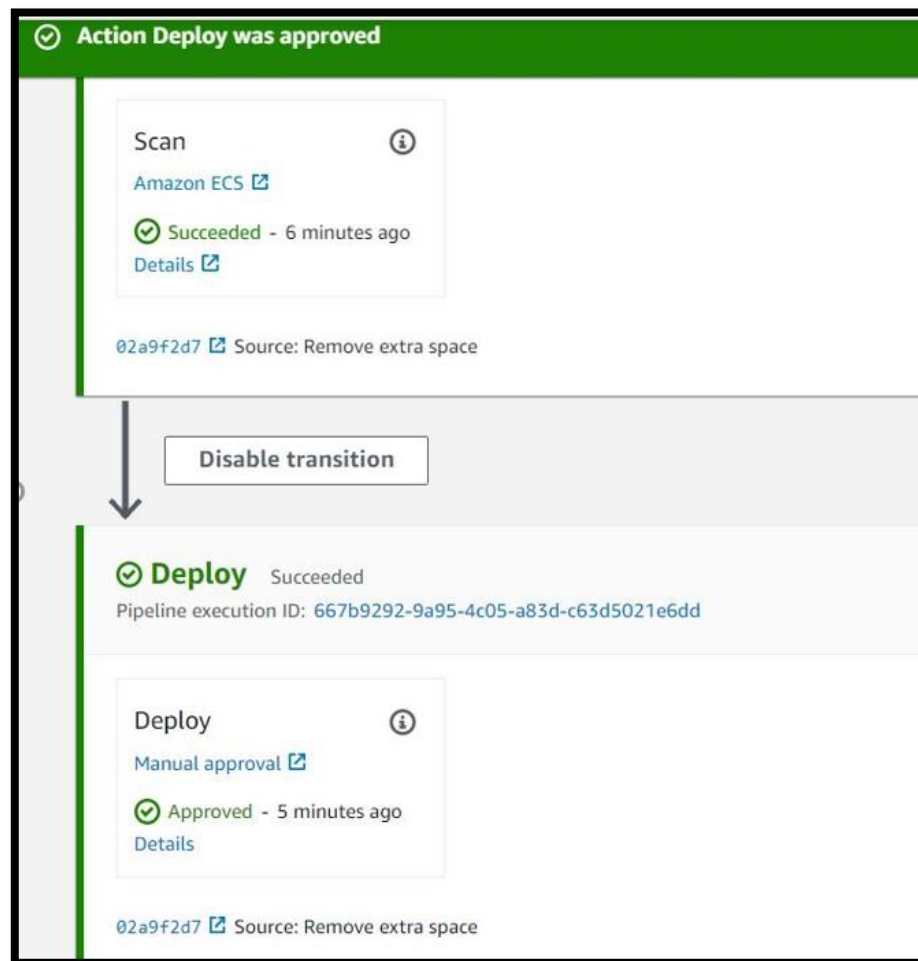 Action Deploy was approved
Scan
Amazon ECS
Succeeded - 6 minutes ago
Details
02a9f2d7 Source: Remove extra space
Disable transition
Deploy Succeeded
Pipeline execution ID: 667b9292-9a95-4c05-a83d-c63d5021e6dd
Deploy
Manual approval
Approved - 5 minutes ago
Details
02a9f2d7 Source: Remove extra space